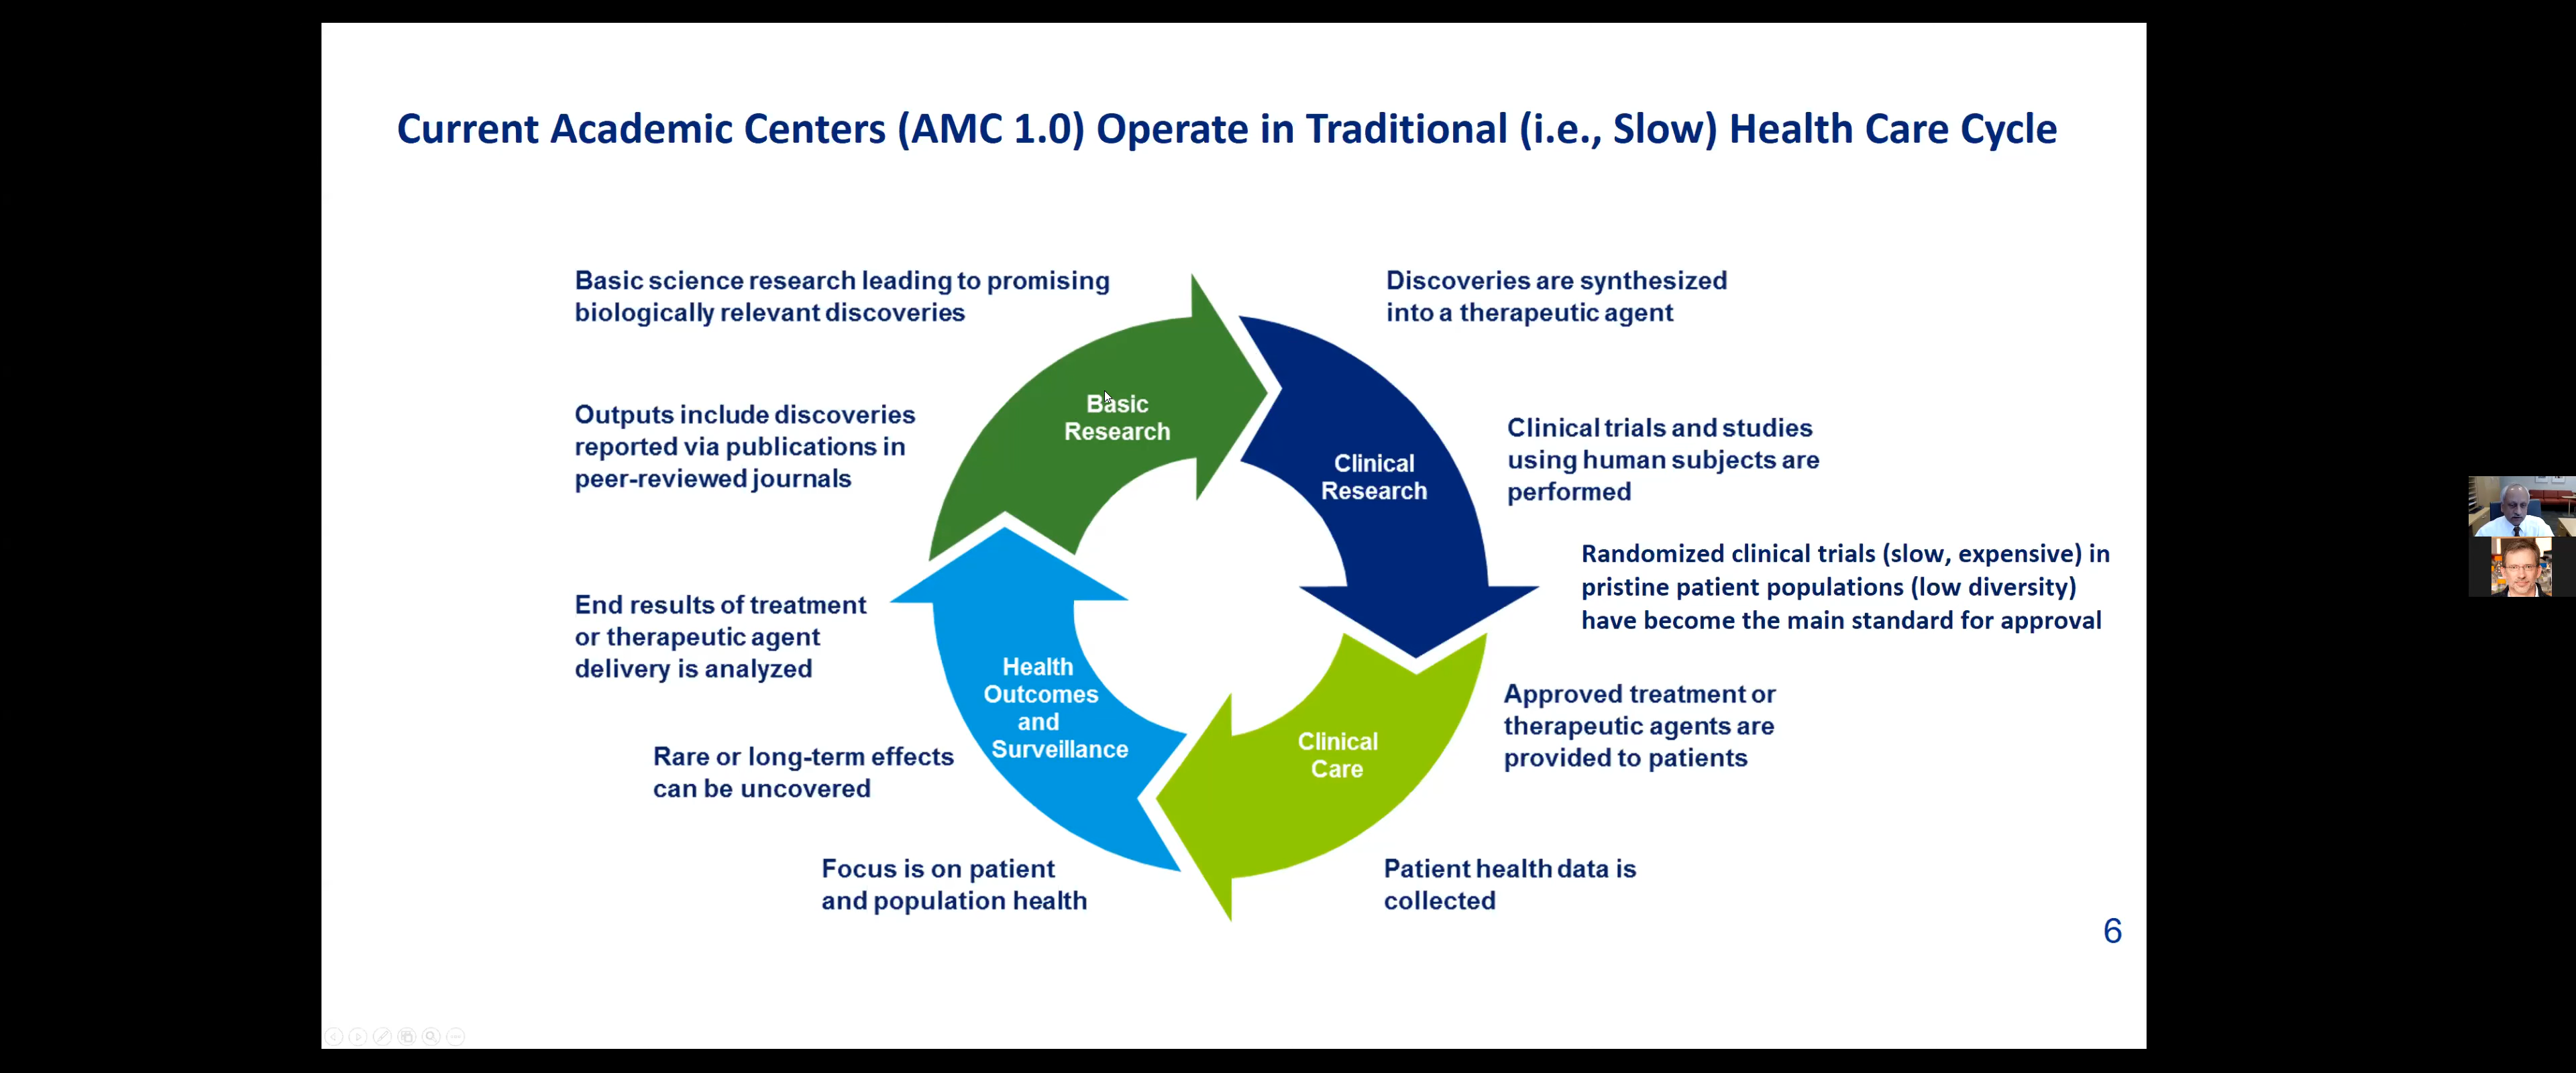 Current Academic Centers (AMC 1.0) Operate in Traditional (i.e., Slow) Health Care Cycle
Basic science research leading to promising
biologically relevant discoveries
Outputs include discoveries
reported via publications in
peer-reviewed journals
End results of treatment
or therapeutic agent
delivery is analyzed
Rare or long-term effects
can be uncovered
Focus is on patient
and population health
Basic
Research
Clinical
Research
Clinical
Care
Health
Outcomes
and
Surveillance
Discoveries are synthesized
into a therapeutic agent
Clinical trials and studies
using human subjects are
performed
Randomized clinical trials (slow, expensive) in
pristine patient populations (low diversity)
have become the main standard for approval
Approved treatment or
therapeutic agents are
provided to patients
Patient health data is
collected
6